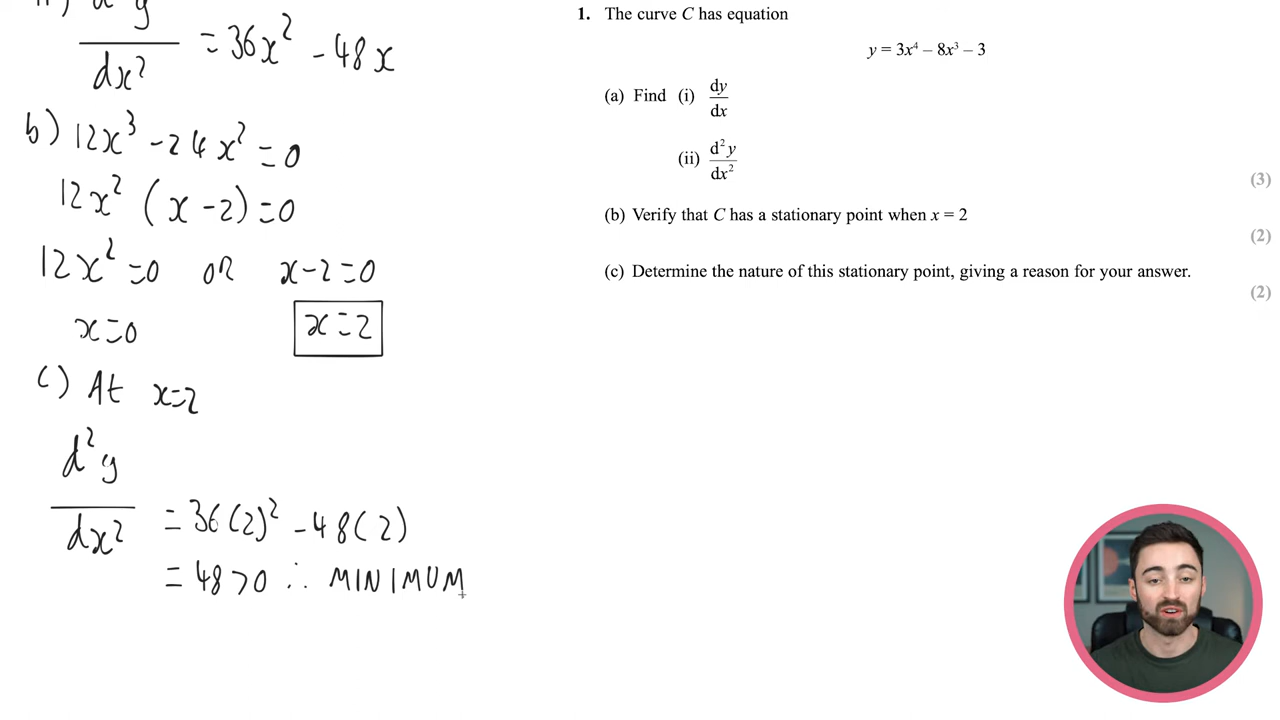 ii) d²y
dx² = 36x² - 48x
b) 12x³ - 24x² = 0
12x² (x - 2) = 0
12x² = 0 OR x - 2 = 0
x = 0 x = 2
c) At x = 2
d²y
dx² = 36(2)² - 48(2)
= 48 > 0 ∴ MINIMUM
1. The curve C has equation
y = 3x⁴ – 8x³ – 3
(a) Find (i) dy
dx
(ii) d²y
dx²
(3)
(b) Verify that C has a stationary point when x = 2
(2)
(c) Determine the nature of this stationary point, giving a reason for your answer.
(2)